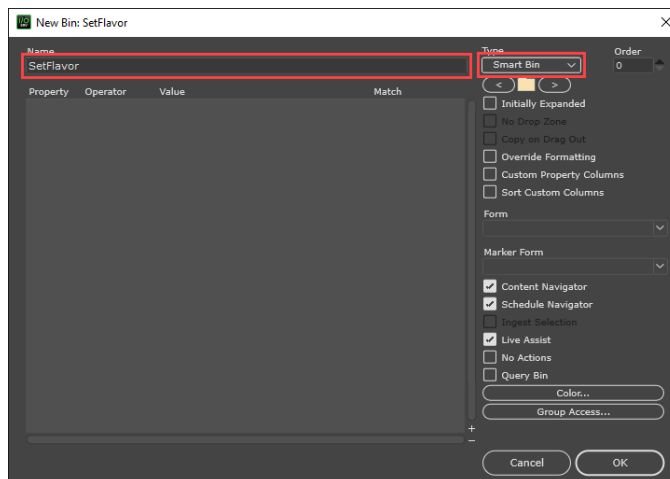 New Bin: SetFlavor
Name
SetFlavor
Type
Order
Smart Bin
0
<
>
Property Operator Value Match
Initially Expanded
No Drop Zone
Copy on Drag Out
Override Formatting
Custom Property Columns
Sort Custom Columns
Form
Marker Form
Content Navigator
Schedule Navigator
Ingest Selection
Live Assist
No Actions
Query Bin
Color...
Group Access...
+
−
Cancel
OK